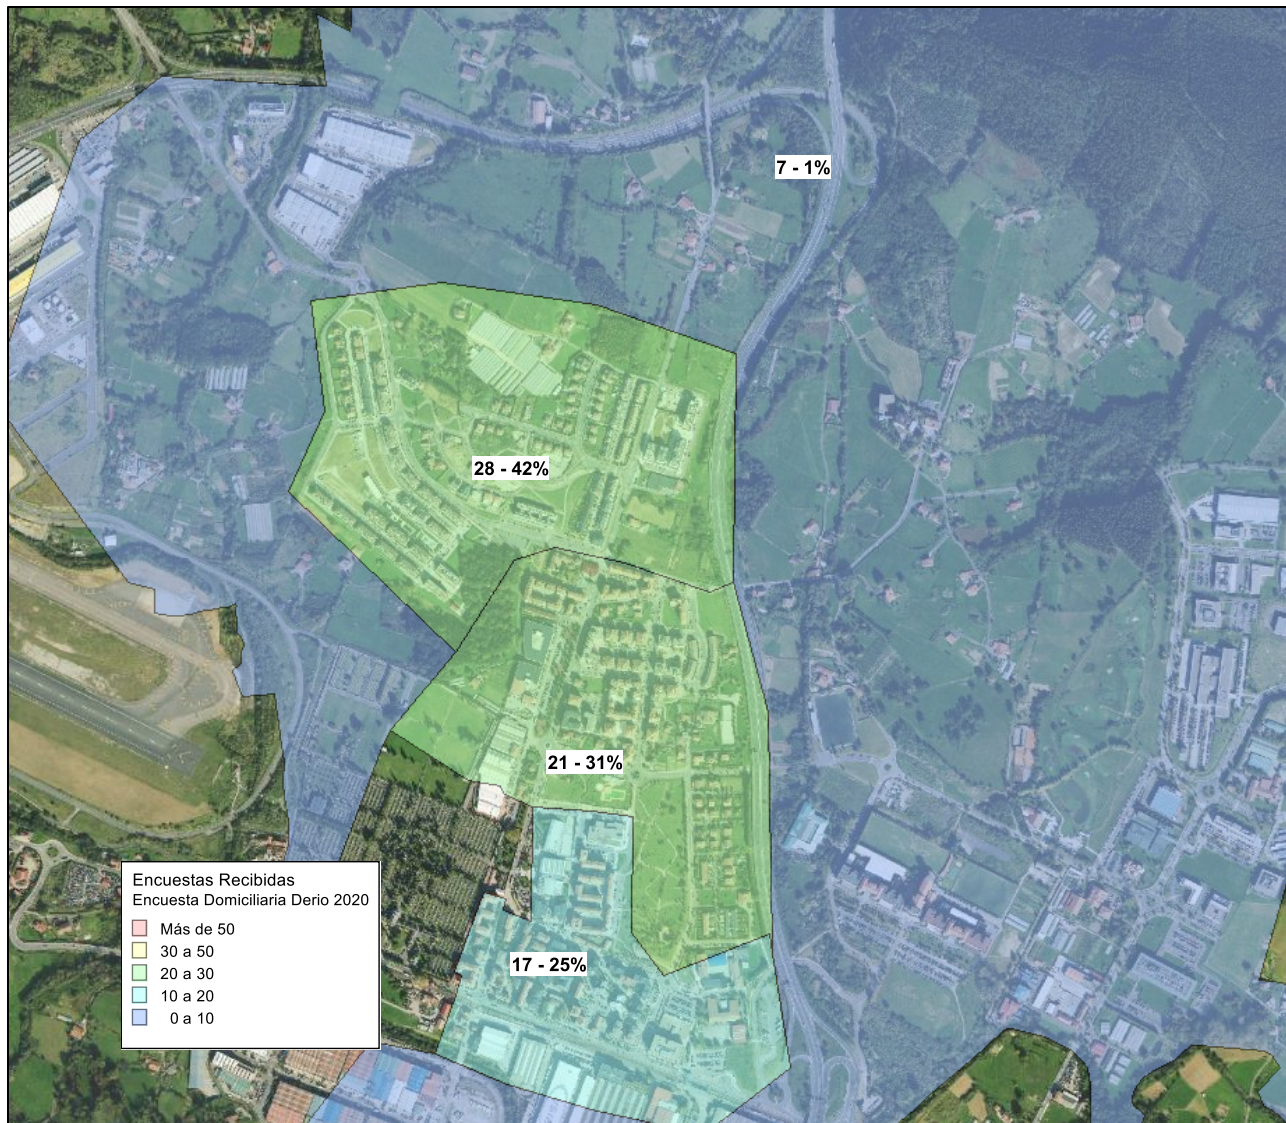 7 - 1%
28 - 42%
21 - 31%
17 - 25%
Encuestas Recibidas
Encuesta Domiciliaria Derio 2020
Más de 50
30 a 50
20 a 30
10 a 20
0 a 10